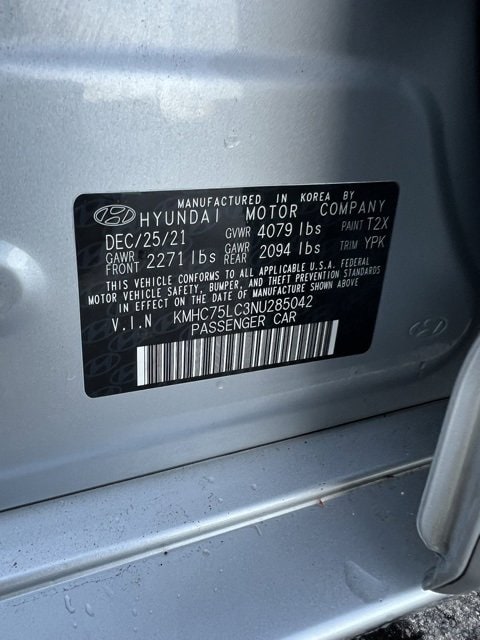 MANUFACTURED IN KOREA BY
HYUNDAI MOTOR COMPANY
DEC/25/21 GVWR 4079 lbs PAINT T2X
GAWR FRONT 2271 lbs GAWR REAR 2094 lbs TRIM YPK
THIS VEHICLE CONFORMS TO ALL APPLICABLE U.S.A. FEDERAL
MOTOR VEHICLE SAFETY, BUMPER, AND THEFT PREVENTION STANDARDS
IN EFFECT ON THE DATE OF MANUFACTURE SHOWN ABOVE.
V.I.N KMHC75LC3NU285042
PASSENGER CAR